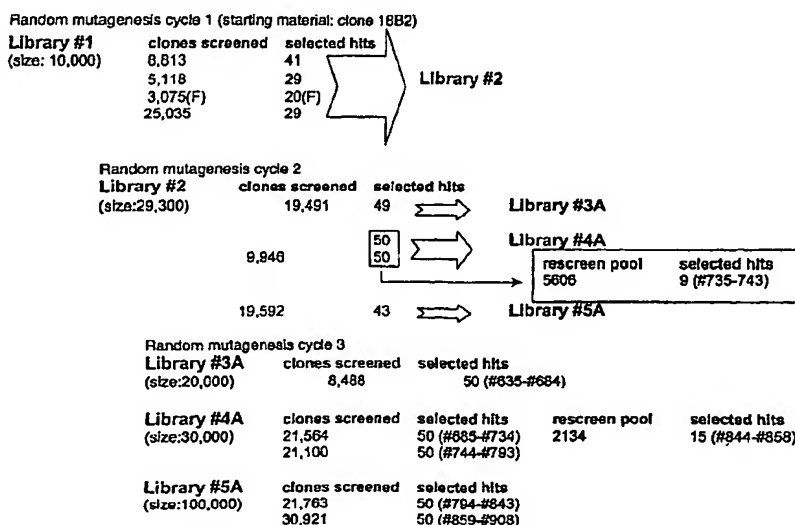 Random mutagenesis cycle 1 (starting material: clone 18B2)
Library #1 clones screened selected hits
(size: 10,000) 8,813 41
5,118 29
3,075(F) 20(F)
25,035 29
Library #2
Random mutagenesis cycle 2
Library #2 clones screened selected hits
(size:29,300) 19,491 49 Library #3A
9,946 50 Library #4A
50
rescreen pool selected hits
5606 9 (#735-743)
19,592 43 Library #5A
Random mutagenesis cycle 3
Library #3A clones screened selected hits
(size:20,000) 8,488 50 (#635-#684)
Library #4A clones screened selected hits rescreen pool selected hits
(size:30,000) 21,564 50 (#685-#734) 2134 15 (#844-#858)
21,100 50 (#744-#793)
Library #5A clones screened selected hits
(size:100,000) 21,763 50 (#794-#843)
30,921 50 (#859-#908)